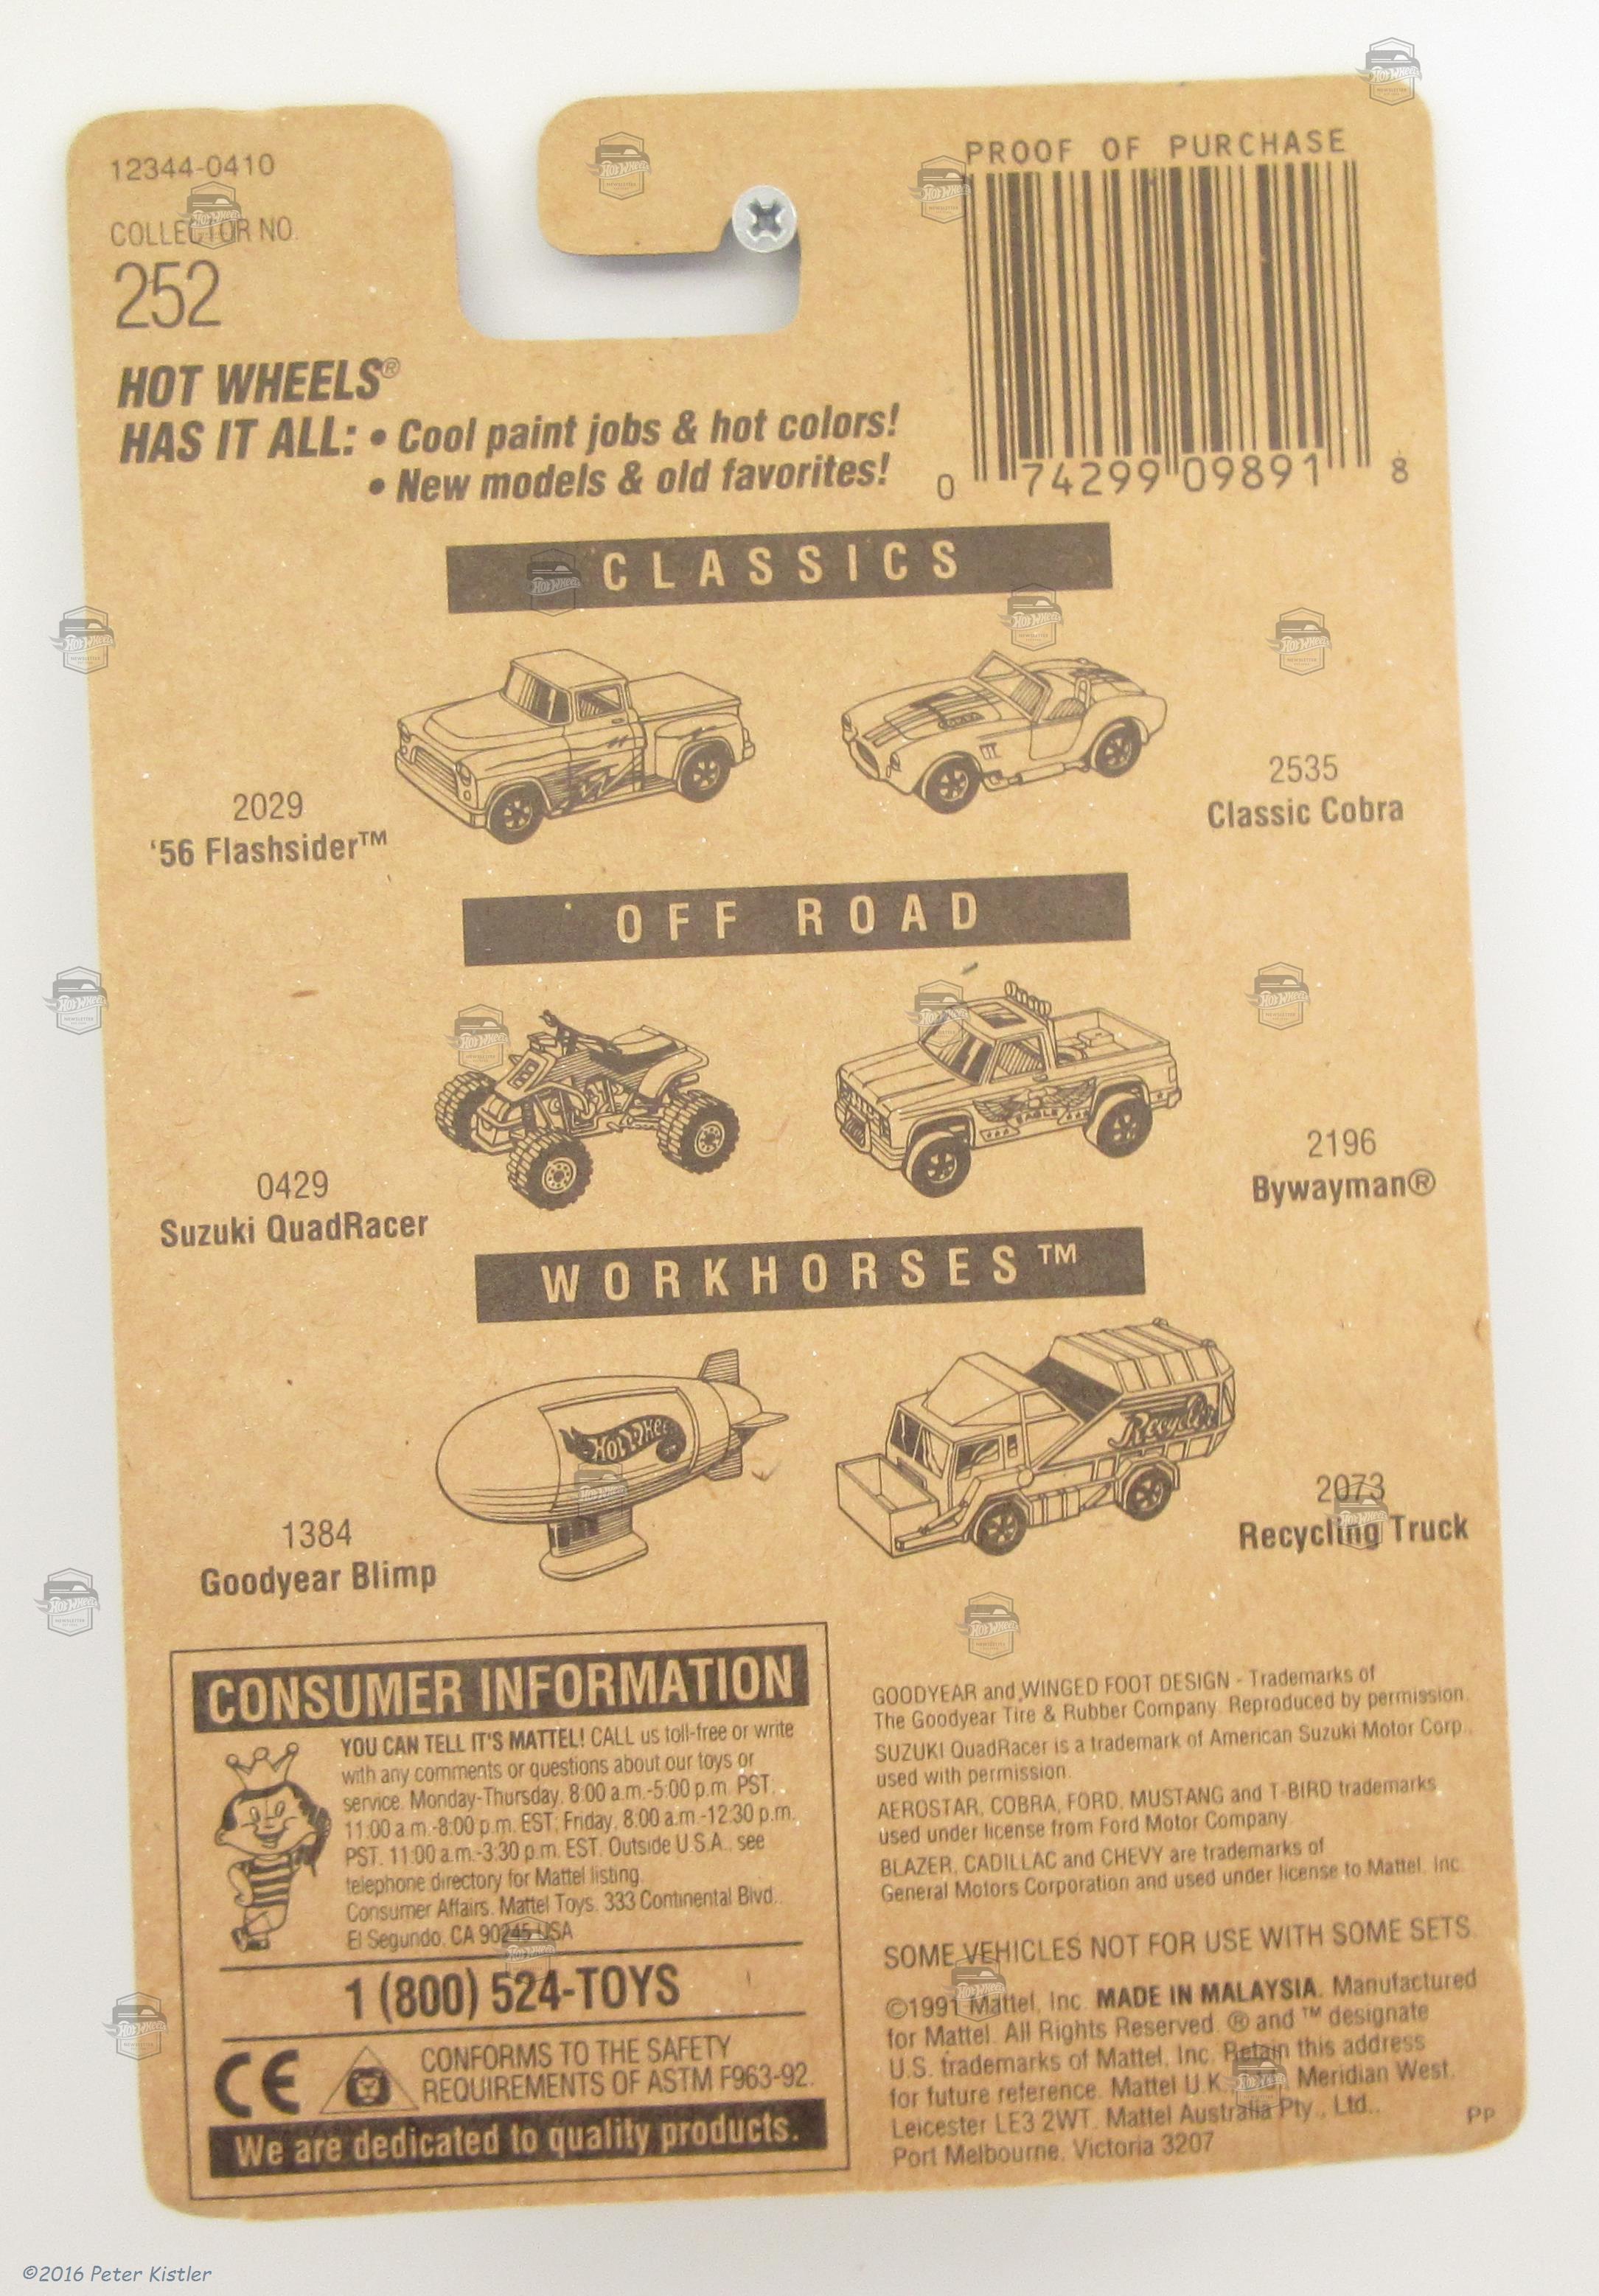 12344-0410
COLLECTOR NO.
252
PROOF OF PURCHASE
0 74299 09891 8
HOT WHEELS®
HAS IT ALL: • Cool paint jobs & hot colors!
• New models & old favorites!
CLASSICS
2029
‘56 Flashsider™
2535
Classic Cobra
OFF ROAD
EAGLE
0429
Suzuki QuadRacer
2196
Bywayman®
WORKHORSES™
Hot Wheels
Recycler
1384
Goodyear Blimp
2073
Recycling Truck
CONSUMER INFORMATION
YOU CAN TELL IT'S MATTEL! CALL us toll-free or write
with any comments or questions about our toys or
service. Monday-Thursday, 8:00 a.m.-5:00 p.m. PST;
11:00 a.m.-8:00 p.m. EST; Friday, 8:00 a.m.-12:30 p.m.
PST, 11:00 a.m.-3:30 p.m. EST. Outside U.S.A., see
telephone directory for Mattel listing.
Consumer Affairs, Mattel Toys, 333 Continental Blvd.,
El Segundo, CA 90245 USA
1 (800) 524-TOYS
CE
CONFORMS TO THE SAFETY
REQUIREMENTS OF ASTM F963-92.
We are dedicated to quality products.
GOODYEAR and WINGED FOOT DESIGN - Trademarks of
The Goodyear Tire & Rubber Company. Reproduced by permission.
SUZUKI QuadRacer is a trademark of American Suzuki Motor Corp.,
used with permission.
AEROSTAR, COBRA, FORD, MUSTANG and T-BIRD trademarks
used under license from Ford Motor Company.
BLAZER, CADILLAC and CHEVY are trademarks of
General Motors Corporation and used under license to Mattel, Inc.
SOME VEHICLES NOT FOR USE WITH SOME SETS.
©1991 Mattel, Inc. MADE IN MALAYSIA. Manufactured
for Mattel. All Rights Reserved. ® and ™ designate
U.S. trademarks of Mattel, Inc. Retain this address
for future reference. Mattel U.K. Meridian West,
Leicester LE3 2WT. Mattel Australia Pty., Ltd.,
Port Melbourne, Victoria 3207
PP
©2016 Peter Kistler